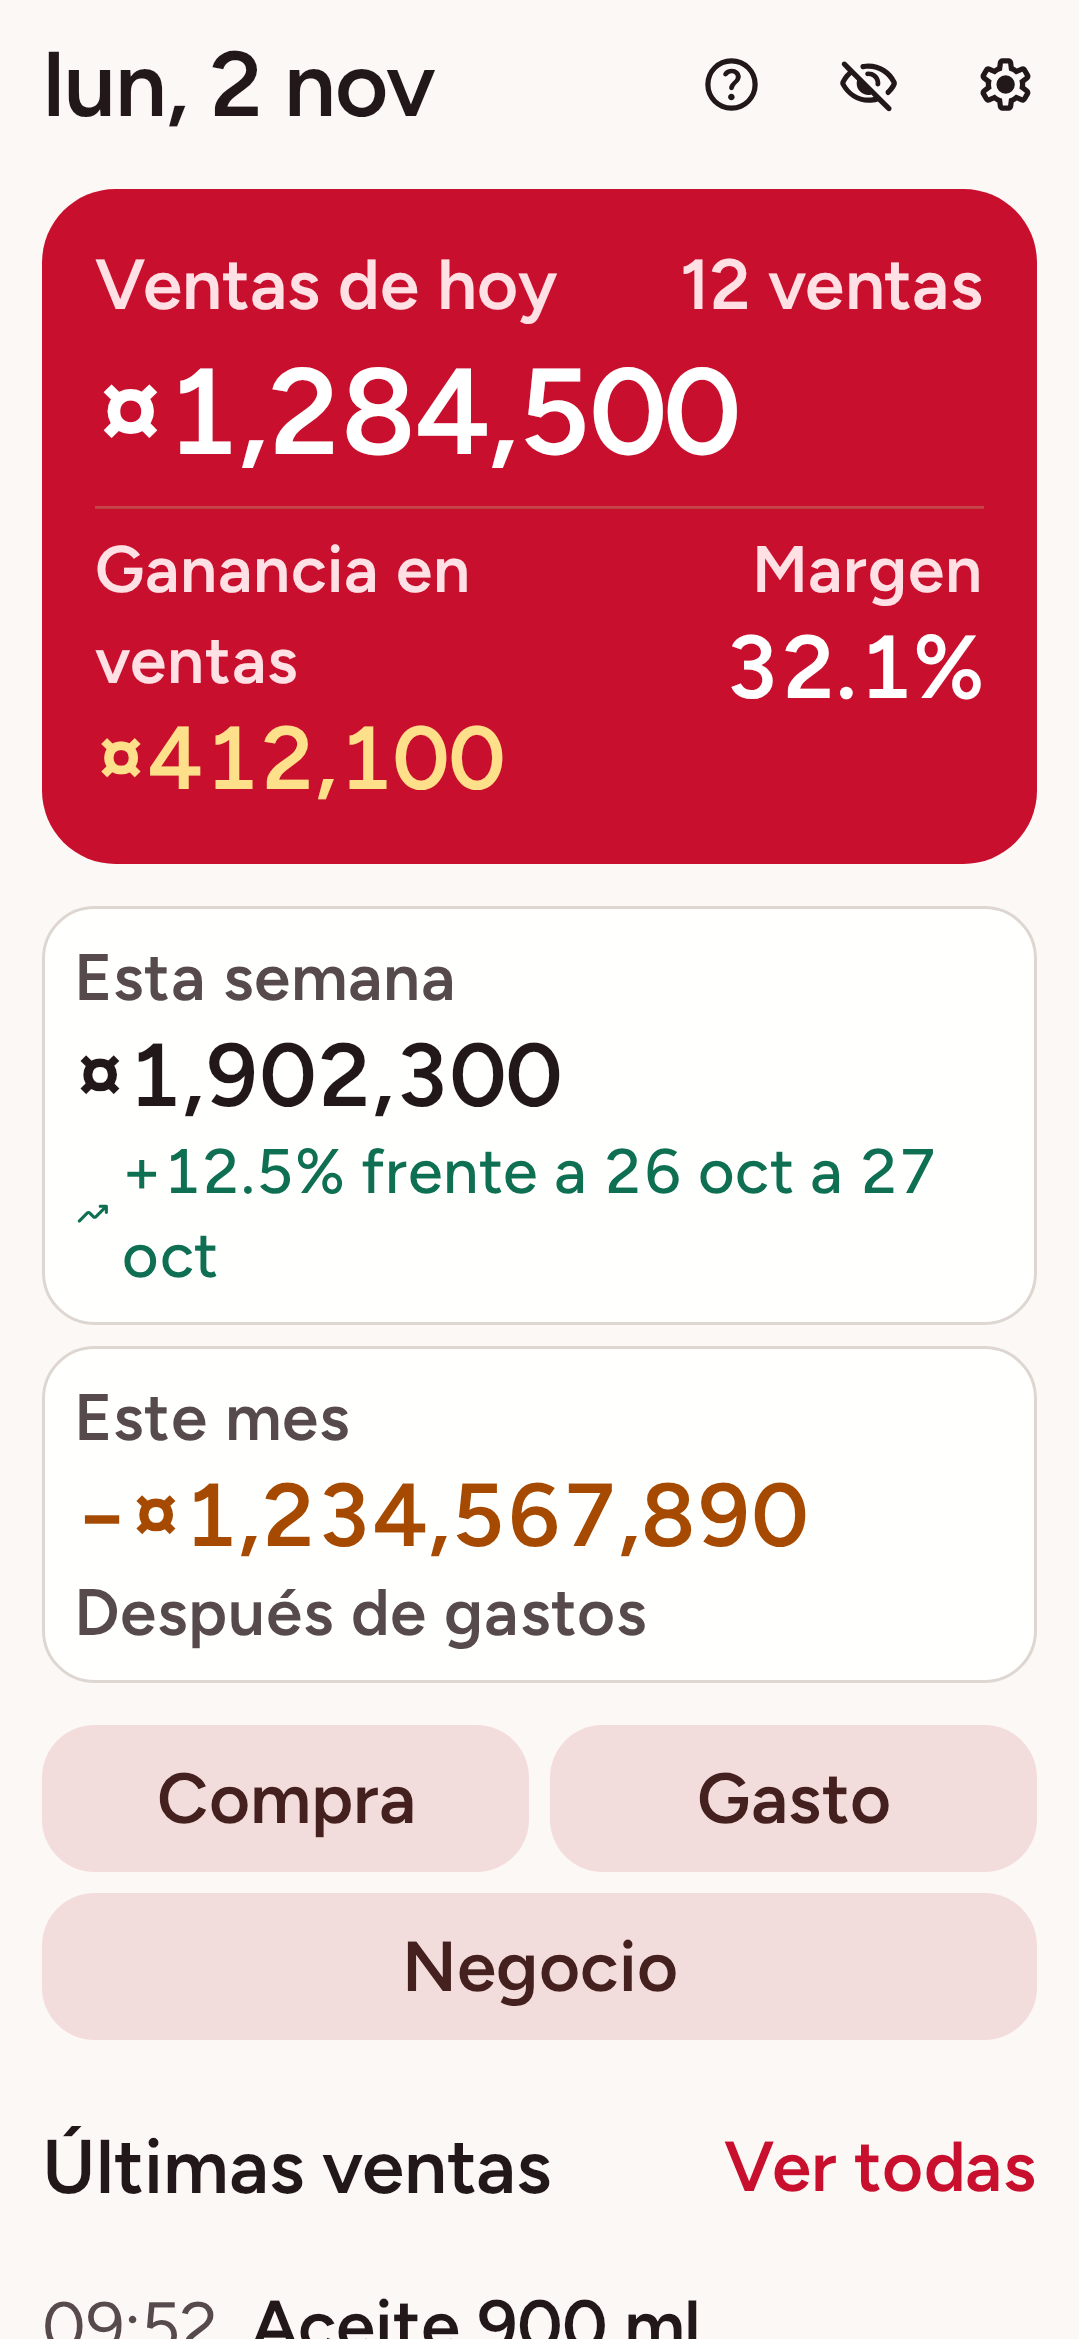 lun, 2 nov
Ventas de hoy 12 ventas
¤1,284,500
Ganancia en ventas
¤412,100
Margen
32.1%
Esta semana
¤1,902,300
+12.5% frente a 26 oct a 27
oct
Este mes
-¤1,234,567,890
Después de gastos
Compra Gasto
Negocio
Últimas ventas Ver todas
09:52 Aceite 900 ml